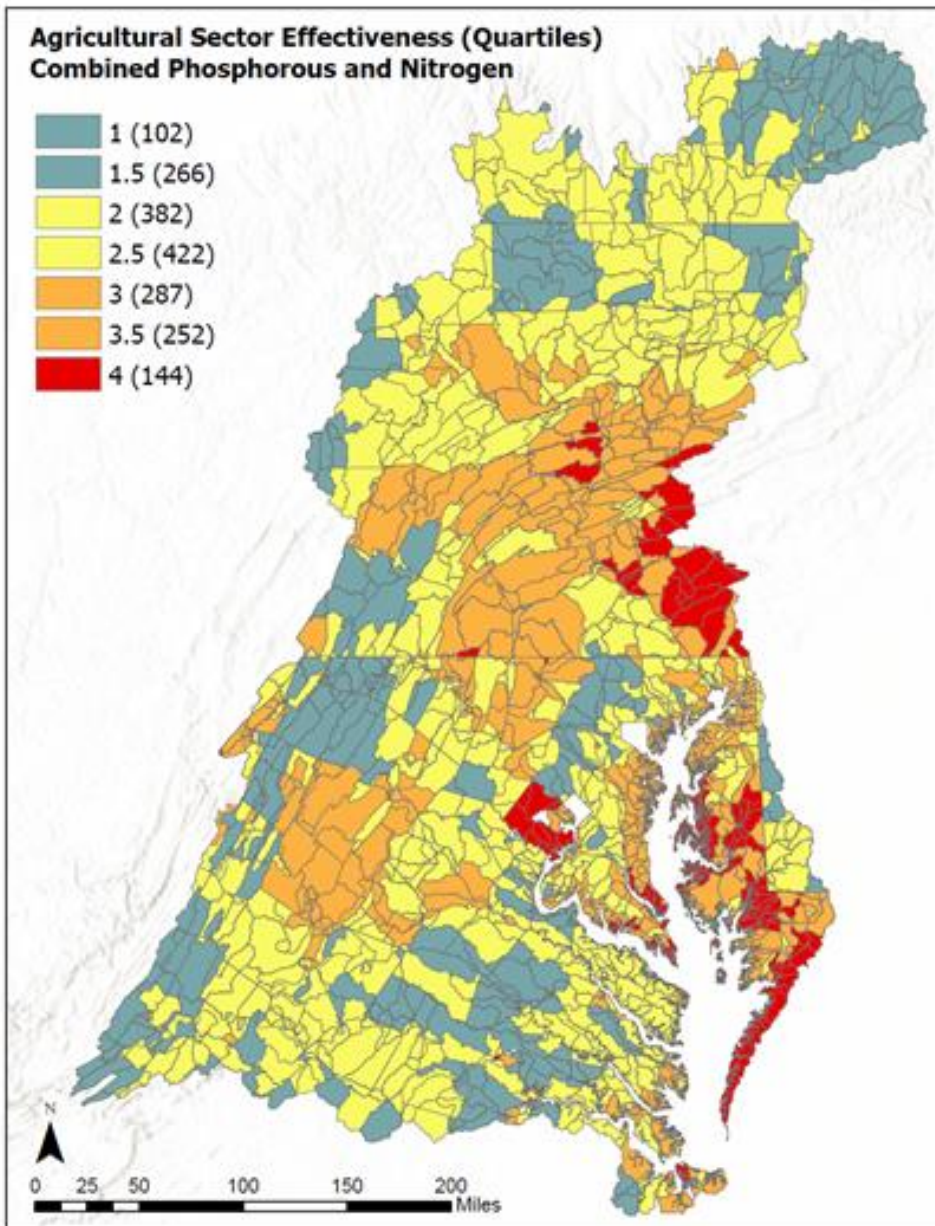 Agricultural Sector Effectiveness (Quartiles)
Combined Phosphorous and Nitrogen
1 (102)
1.5 (266)
2 (382)
2.5 (422)
3 (287)
3.5 (252)
4 (144)
N
0 25 50 100 150 200
Miles